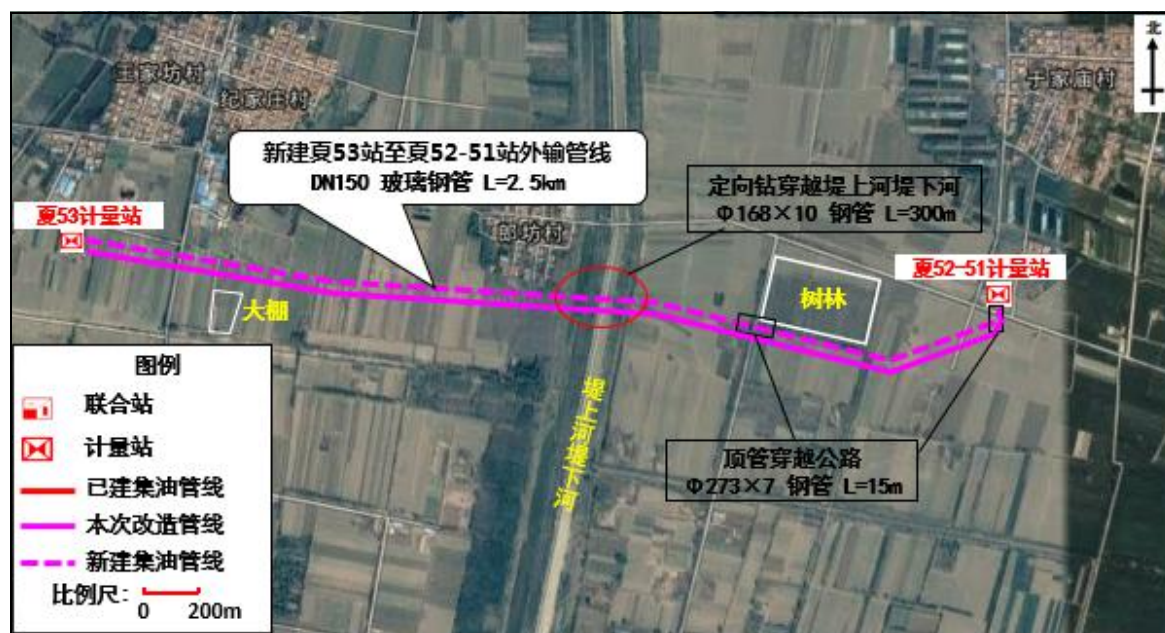 北
王家坊村
纪家庄村
于家庙村
新建夏53站至夏52-51站外输管线
DN150 玻璃钢管 L=2.5km
定向钻穿越堤上河堤下河
Φ168×10 钢管 L=300m
夏53计量站
郎坊村
夏52-51计量站
大棚
树林
堤上河堤下河
顶管穿越公路
Φ273×7 钢管 L=15m
图例
联合站
计量站
已建集油管线
本次改造管线
新建集油管线
比例尺：
0 200m